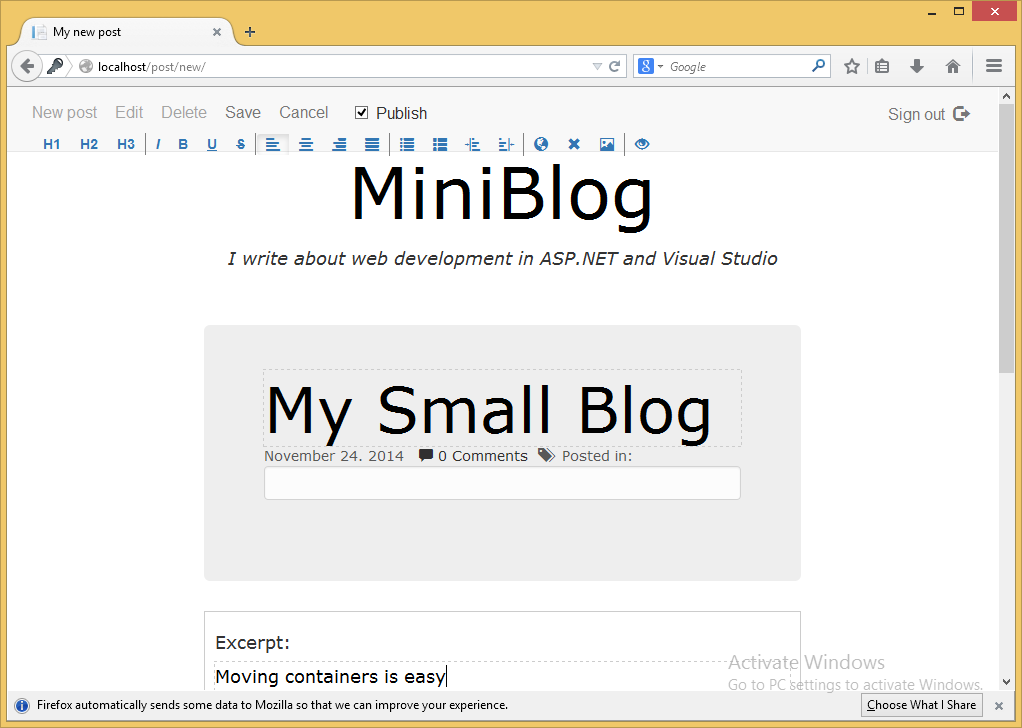 My new post
localhost/post/new/
Google
New post Edit Delete Save Cancel Publish Sign out
H1 H2 H3 I B U S
MiniBlog
I write about web development in ASP.NET and Visual Studio
My Small Blog
November 24. 2014 0 Comments Posted in:
Excerpt:
Moving containers is easy
Activate Windows
Go to PC settings to activate Windows.
Firefox automatically sends some data to Mozilla so that we can improve your experience. Choose What I Share